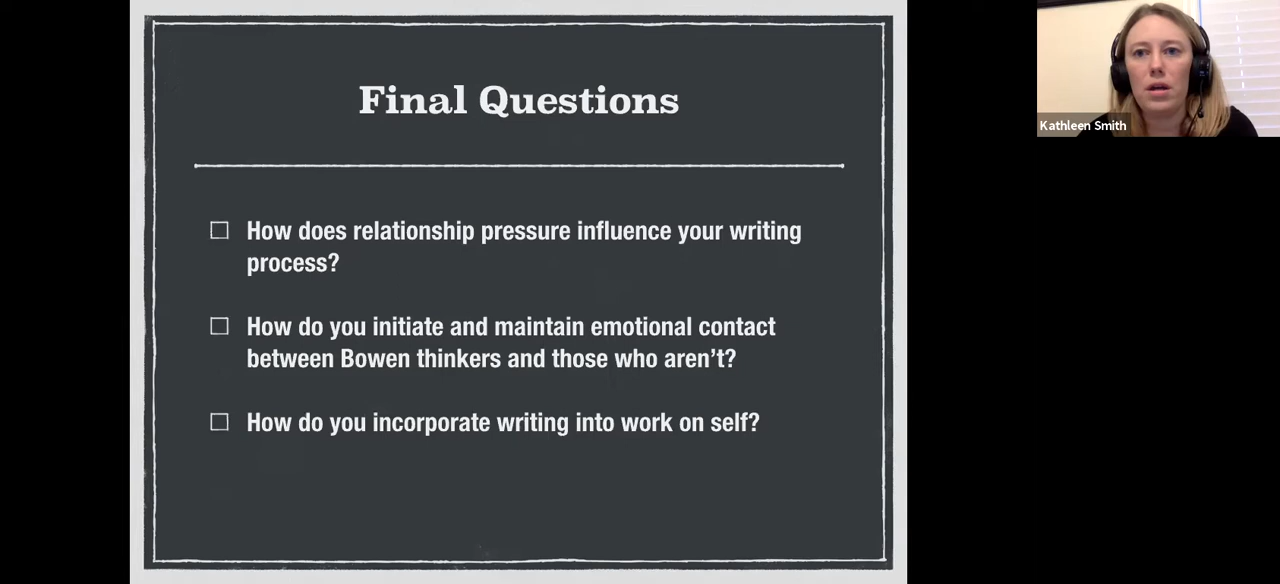 Final Questions
How does relationship pressure influence your writing
process?
How do you initiate and maintain emotional contact
between Bowen thinkers and those who aren’t?
How do you incorporate writing into work on self?
Kathleen Smith